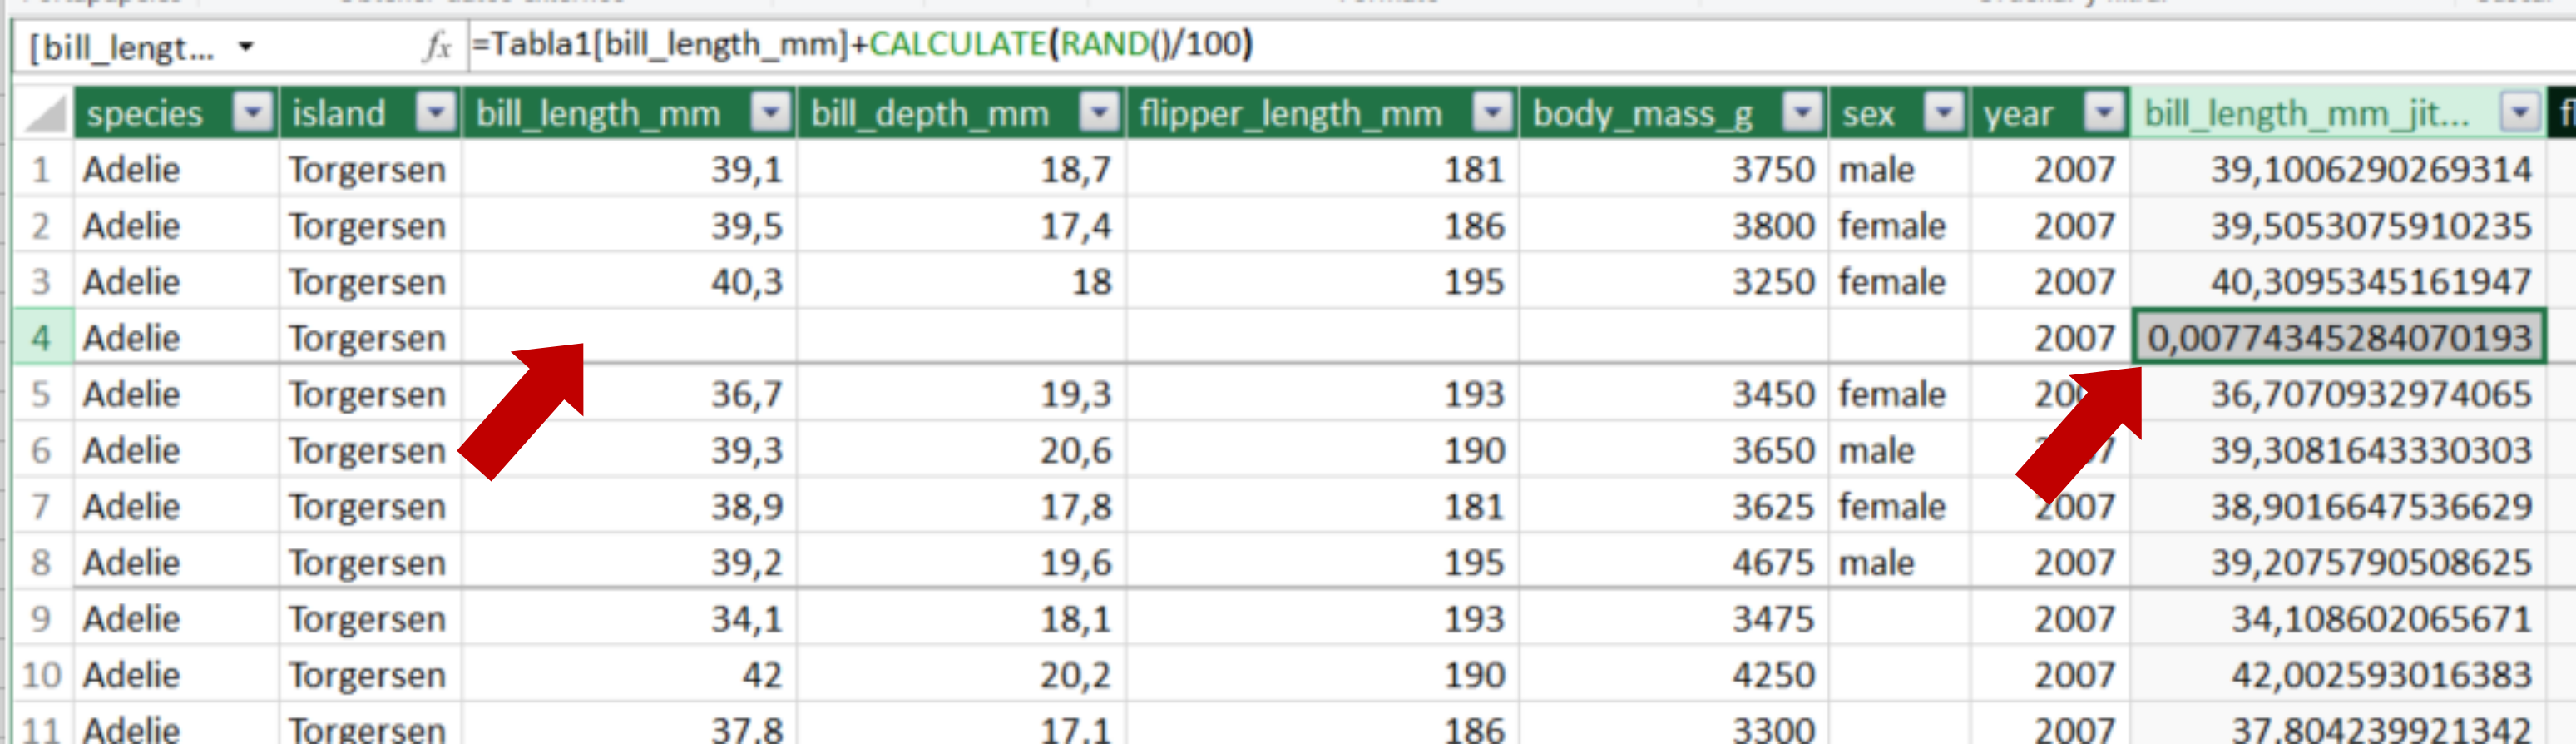 [bill_lengt... fx =Tabla1[bill_length_mm]+CALCULATE(RAND()/100)
species island bill_length_mm bill_depth_mm flipper_length_mm body_mass_g sex year bill_length_mm_jit...
1 Adelie Torgersen 39,1 18,7 181 3750 male 2007 39,1006290269314
2 Adelie Torgersen 39,5 17,4 186 3800 female 2007 39,5053075910235
3 Adelie Torgersen 40,3 18 195 3250 female 2007 40,3095345161947
4 Adelie Torgersen 2007 0,00774345284070193
5 Adelie Torgersen 36,7 19,3 193 3450 female 36,7070932974065
6 Adelie Torgersen 39,3 20,6 190 3650 male 39,3081643330303
7 Adelie Torgersen 38,9 17,8 181 3625 female 2007 38,9016647536629
8 Adelie Torgersen 39,2 19,6 195 4675 male 2007 39,2075790508625
9 Adelie Torgersen 34,1 18,1 193 3475 2007 34,108602065671
10 Adelie Torgersen 42 20,2 190 4250 2007 42,002593016383
11 Adelie Torgersen 37,8 17,1 186 3300 2007 37,804239921342